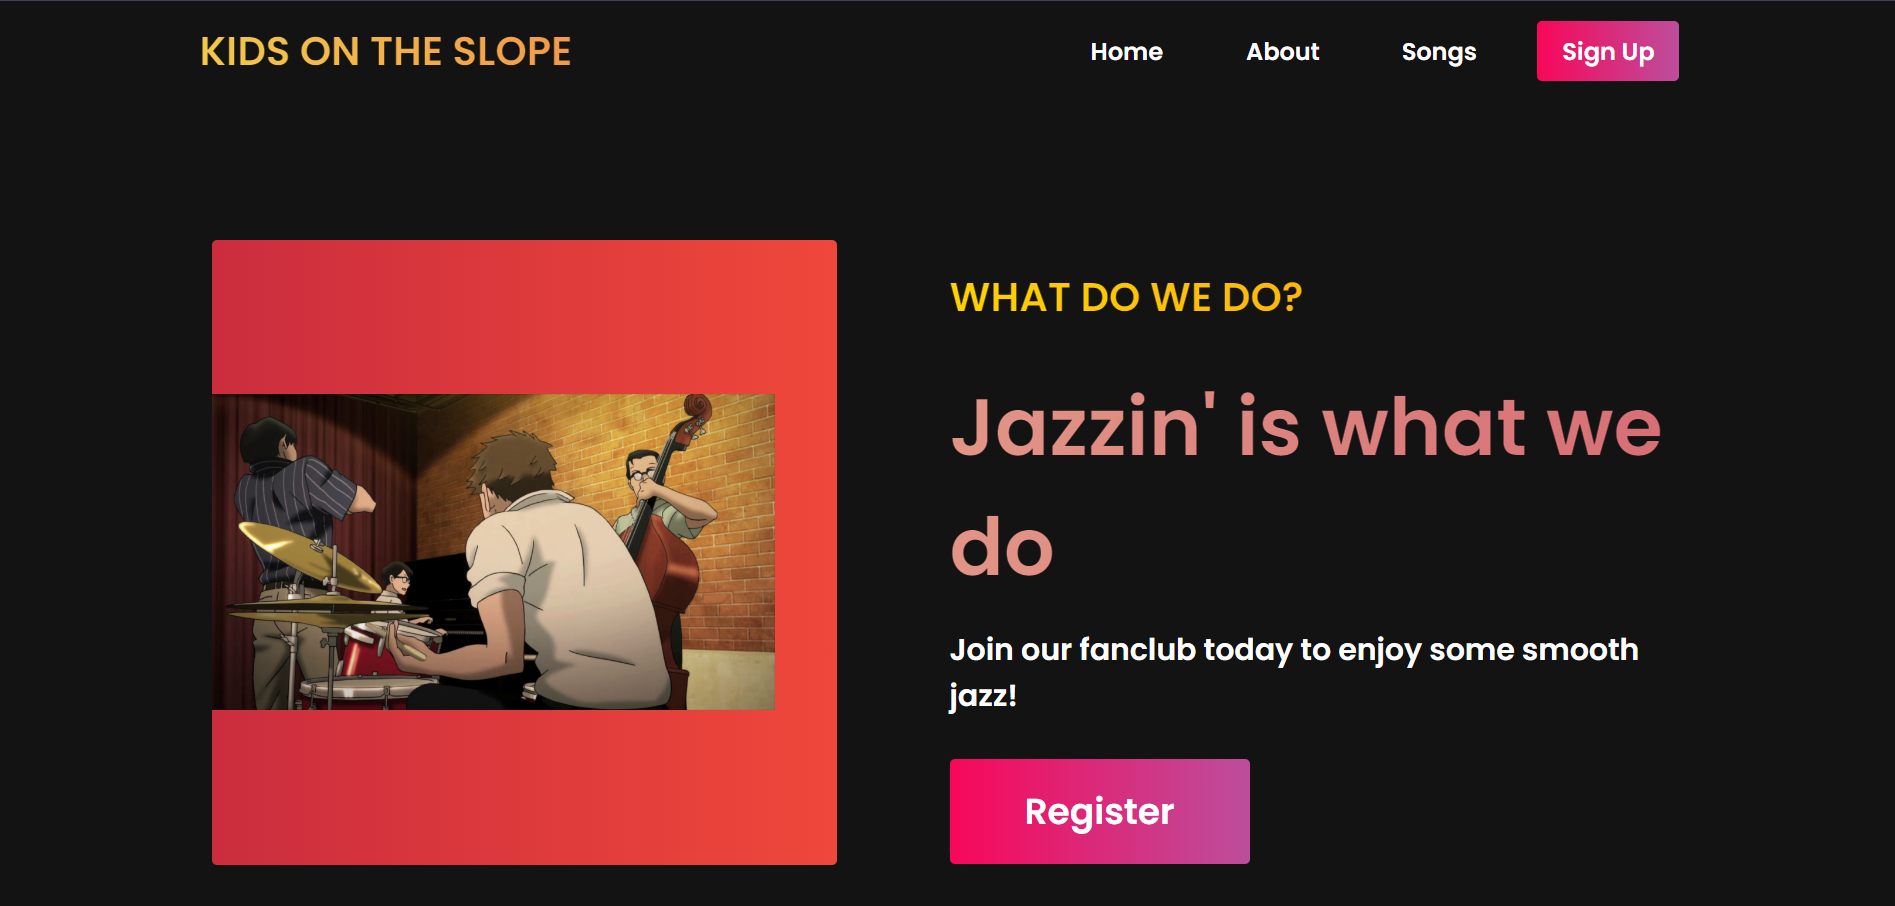 KIDS ON THE SLOPE
Home
About
Songs
Sign Up
WHAT DO WE DO?
Jazzin' is what we
do
Join our fanclub today to enjoy some smooth
jazz!
Register